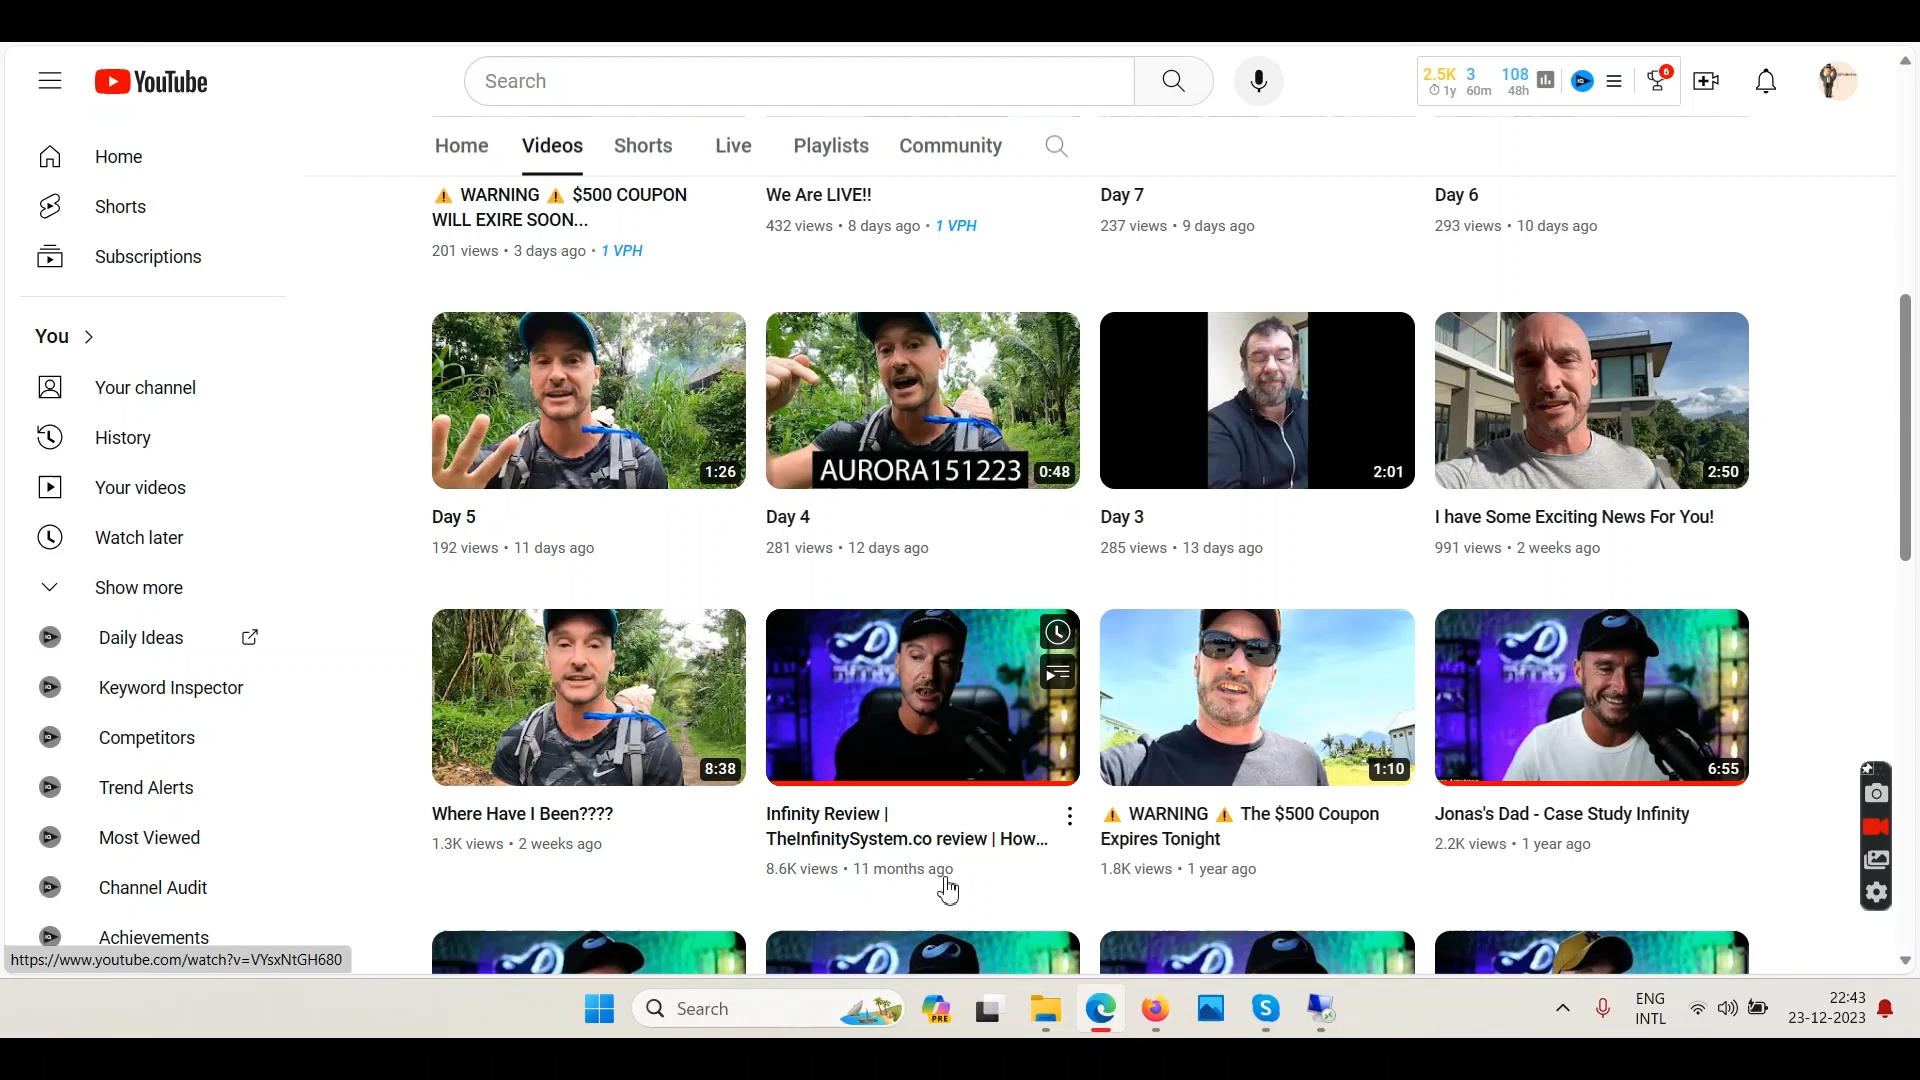 YouTube
Search
2.5K 3 108
1y 60m 48h
6
Home
Shorts
Subscriptions
You
Your channel
History
Your videos
Watch later
Show more
Daily Ideas
Keyword Inspector
Competitors
Trend Alerts
Most Viewed
Channel Audit
Achievements
https://www.youtube.com/watch?v=VYsxNtGH680
Home Videos Shorts Live Playlists Community
⚠ WARNING ⚠ $500 COUPON
WILL EXIRE SOON...
201 views • 3 days ago • 1 VPH
We Are LIVE!!
432 views • 8 days ago • 1 VPH
Day 7
237 views • 9 days ago
Day 6
293 views • 10 days ago
1:26
Day 5
192 views • 11 days ago
AURORA151223
0:48
Day 4
281 views • 12 days ago
2:01
Day 3
285 views • 13 days ago
2:50
I have Some Exciting News For You!
991 views • 2 weeks ago
8:38
Where Have I Been????
1.3K views • 2 weeks ago
infinity
Infinity Review |
TheInfinitySystem.co review | How...
8.6K views • 11 months ago
1:10
⚠ WARNING ⚠ The $500 Coupon
Expires Tonight
1.8K views • 1 year ago
infinity
6:55
Jonas's Dad - Case Study Infinity
2.2K views • 1 year ago
Search
PRE
ENG
INTL
22:43
23-12-2023